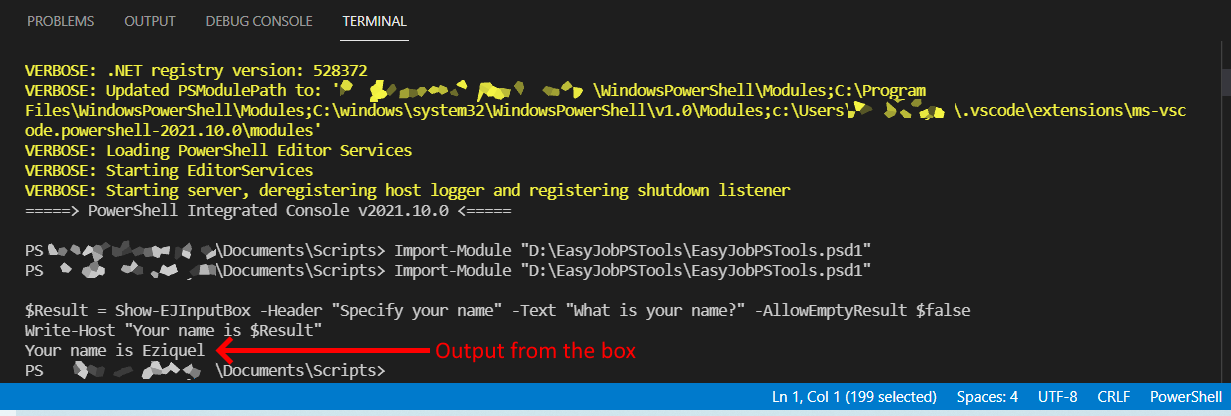 PROBLEMS OUTPUT DEBUG CONSOLE TERMINAL
VERBOSE: .NET registry version: 528372
VERBOSE: Updated PSModulePath to: ' \WindowsPowerShell\Modules;C:\Program
Files\WindowsPowerShell\Modules;C:\windows\system32\WindowsPowerShell\v1.0\Modules;c:\Users\ \.vscode\extensions\ms-vsc
ode.powershell-2021.10.0\modules'
VERBOSE: Loading PowerShell Editor Services
VERBOSE: Starting EditorServices
VERBOSE: Starting server, deregistering host logger and registering shutdown listener
=====> PowerShell Integrated Console v2021.10.0 <=====
PS \Documents\Scripts> Import-Module "D:\EasyJobPSTools\EasyJobPSTools.psd1"
PS \Documents\Scripts> Import-Module "D:\EasyJobPSTools\EasyJobPSTools.psd1"
$Result = Show-EJInputBox -Header "Specify your name" -Text "What is your name?" -AllowEmptyResult $false
Write-Host "Your name is $Result"
Your name is Eziquel Output from the box
PS \Documents\Scripts>
Ln 1, Col 1 (199 selected) Spaces: 4 UTF-8 CRLF PowerShell